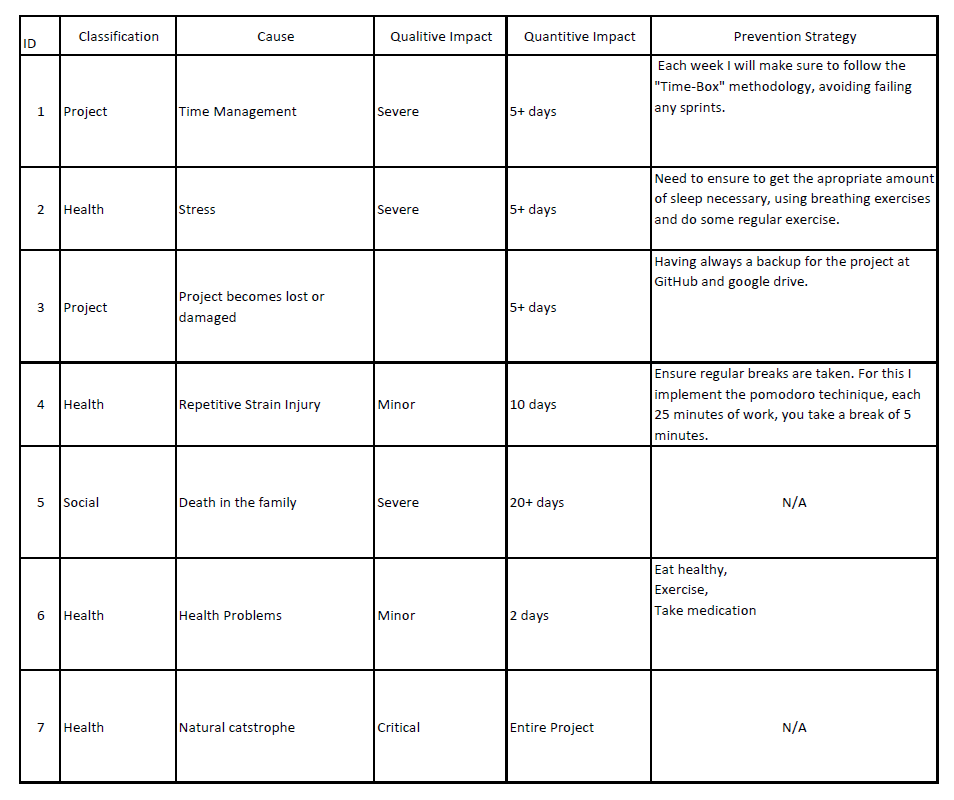 ID Classification Cause Qualitive Impact Quantitive Impact Prevention Strategy
1 Project Time Management Severe 5+ days Each week I will make sure to follow the
"Time-Box" methodology, avoiding failing
any sprints.
2 Health Stress Severe 5+ days Need to ensure to get the apropriate amount
of sleep necessary, using breathing exercises
and do some regular exercise.
3 Project Project becomes lost or
damaged
5+ days Having always a backup for the project at
GitHub and google drive.
4 Health Repetitive Strain Injury Minor 10 days Ensure regular breaks are taken. For this I
implement the pomodoro techinique, each
25 minutes of work, you take a break of 5
minutes.
5 Social Death in the family Severe 20+ days N/A
6 Health Health Problems Minor 2 days Eat healthy,
Exercise,
Take medication
7 Health Natural catstrophe Critical Entire Project N/A